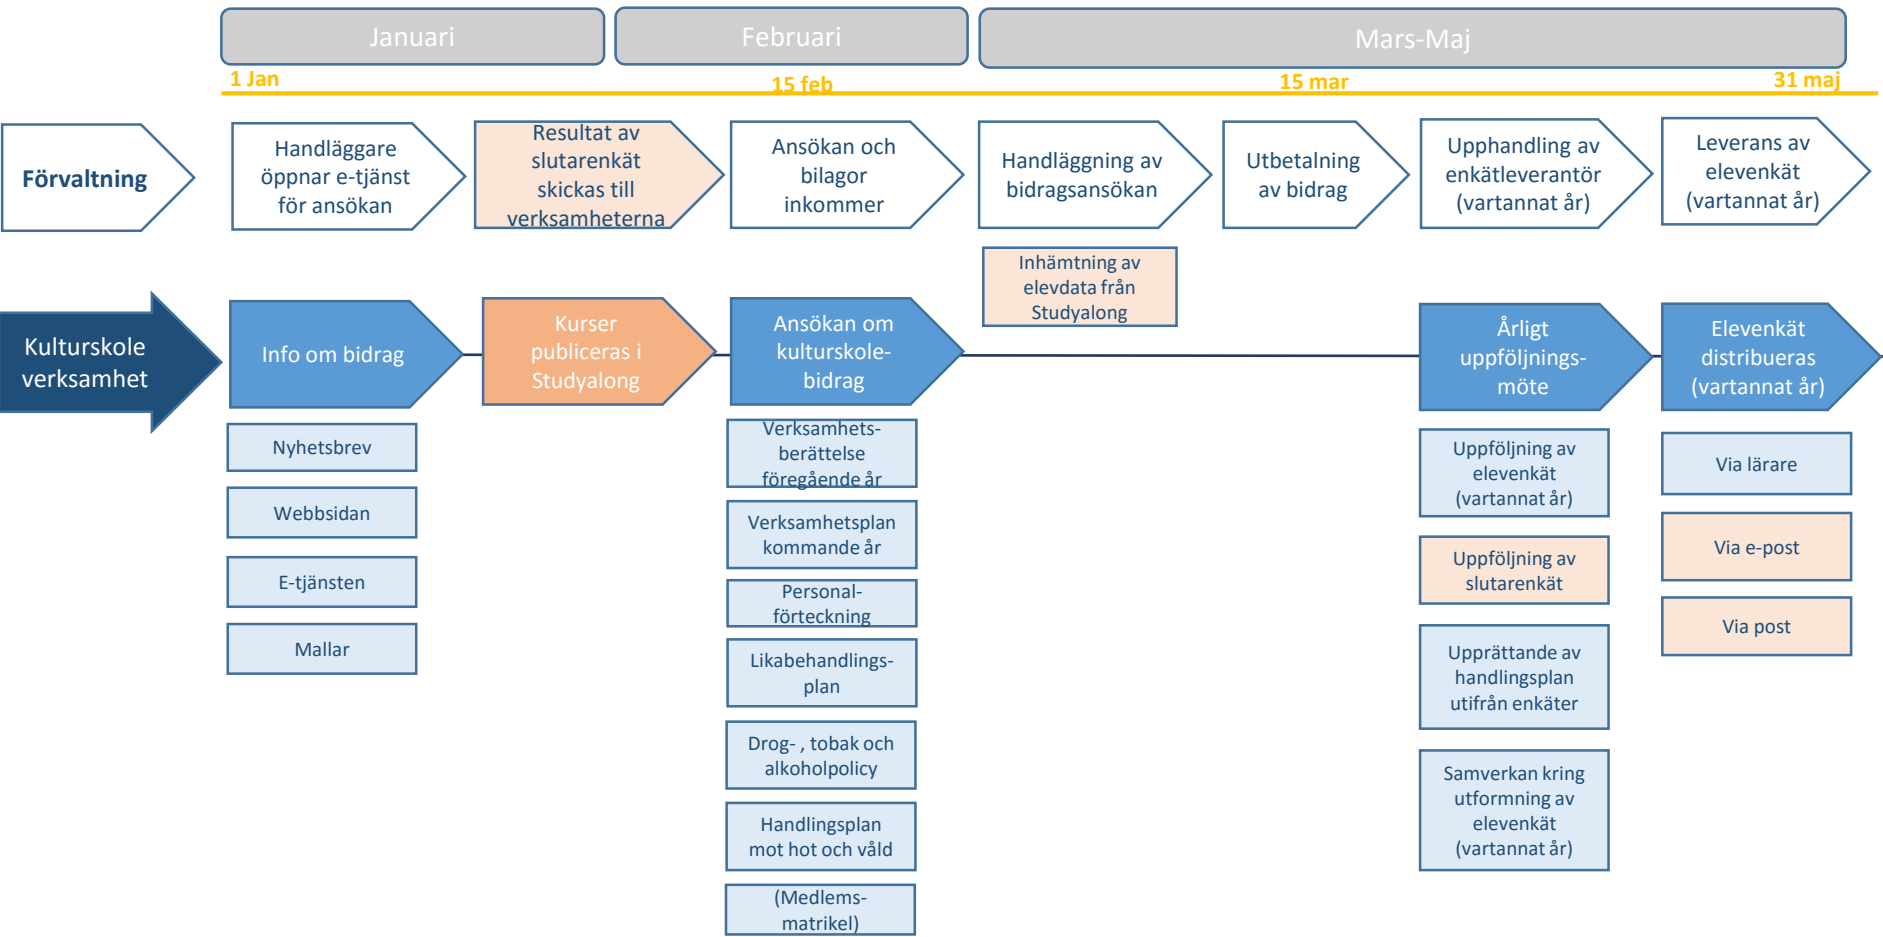 Januari
Februari
Mars-Maj
1 Jan
15 feb
15 mar
31 maj
Förvaltning
Handläggare
öppnar e-tjänst
för ansökan
Resultat av
slutarenkät
skickas till
verksamheterna
Ansökan och
bilagor
inkommer
Handläggning av
bidragsansökan
Utbetalning
av bidrag
Upphandling av
enkätleverantör
(vartannat år)
Leverans av
elevenkät
(vartannat år)
Inhämtning av
elevdata från
Studyalong
Kulturskole
verksamhet
Info om bidrag
Kurser
publiceras i
Studyalong
Ansökan om
kulturskole-
bidrag
Årligt
uppföljnings-
möte
Elevenkät
distribueras
(vartannat år)
Nyhetsbrev
Webbsidan
E-tjänsten
Mallar
Verksamhets-
berättelse
föregående år
Verksamhetsplan
kommande år
Personal-
förteckning
Likabehandlings-
plan
Drog- , tobak och
alkoholpolicy
Handlingsplan
mot hot och våld
(Medlems-
matrikel)
Uppföljning av
elevenkät
(vartannat år)
Uppföljning av
slutarenkät
Upprättande av
handlingsplan
utifrån enkäter
Samverkan kring
utformning av
elevenkät
(vartannat år)
Via lärare
Via e-post
Via post